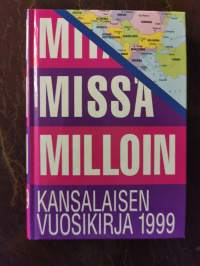 MISSÄ
MILLOIN
KANSALAISEN
VUOSIKIRJA 1999